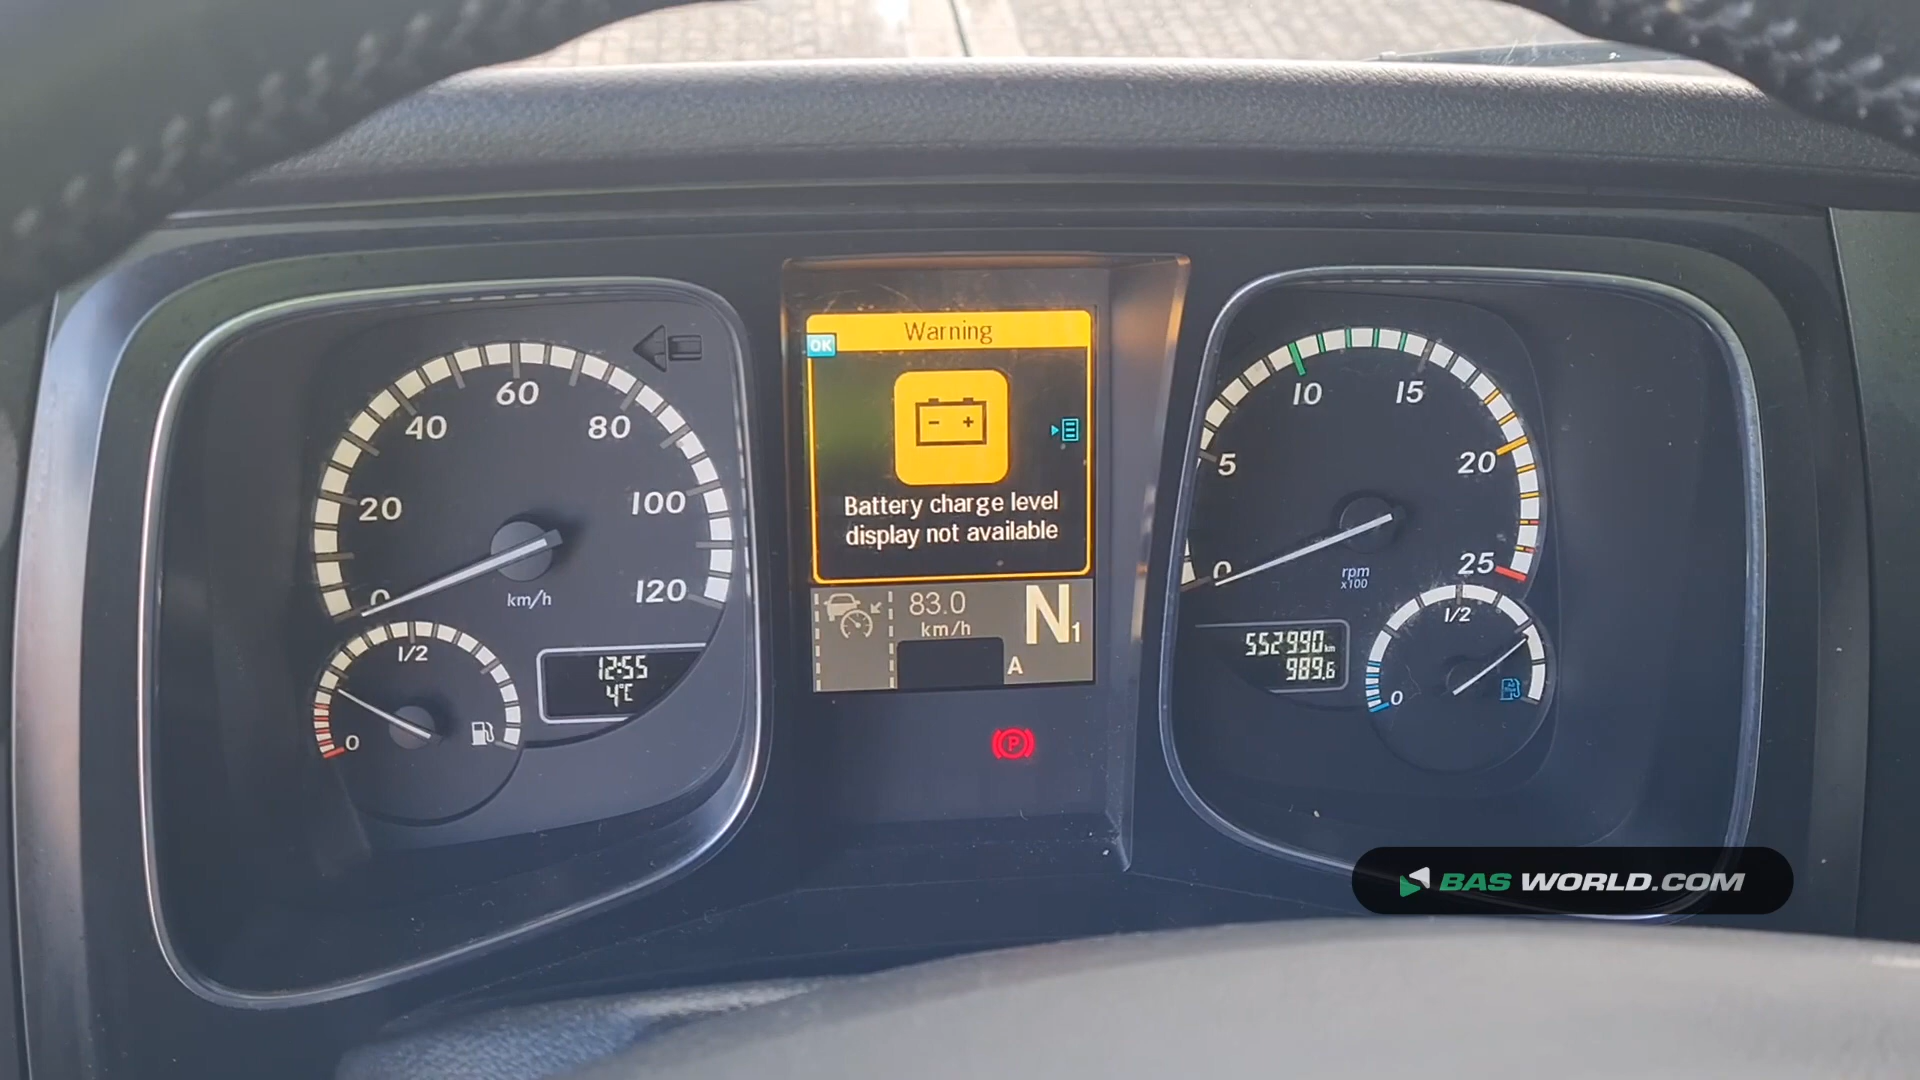 0
20
40
60
80
100
120
km/h
1/2
0
12:55
4°C
Warning
OK
- +
Battery charge level
display not available
83.0
km/h
N1
A
P
0
5
10
15
20
25
rpm
x100
552990km
989.6
1/2
0
BAS WORLD.COM